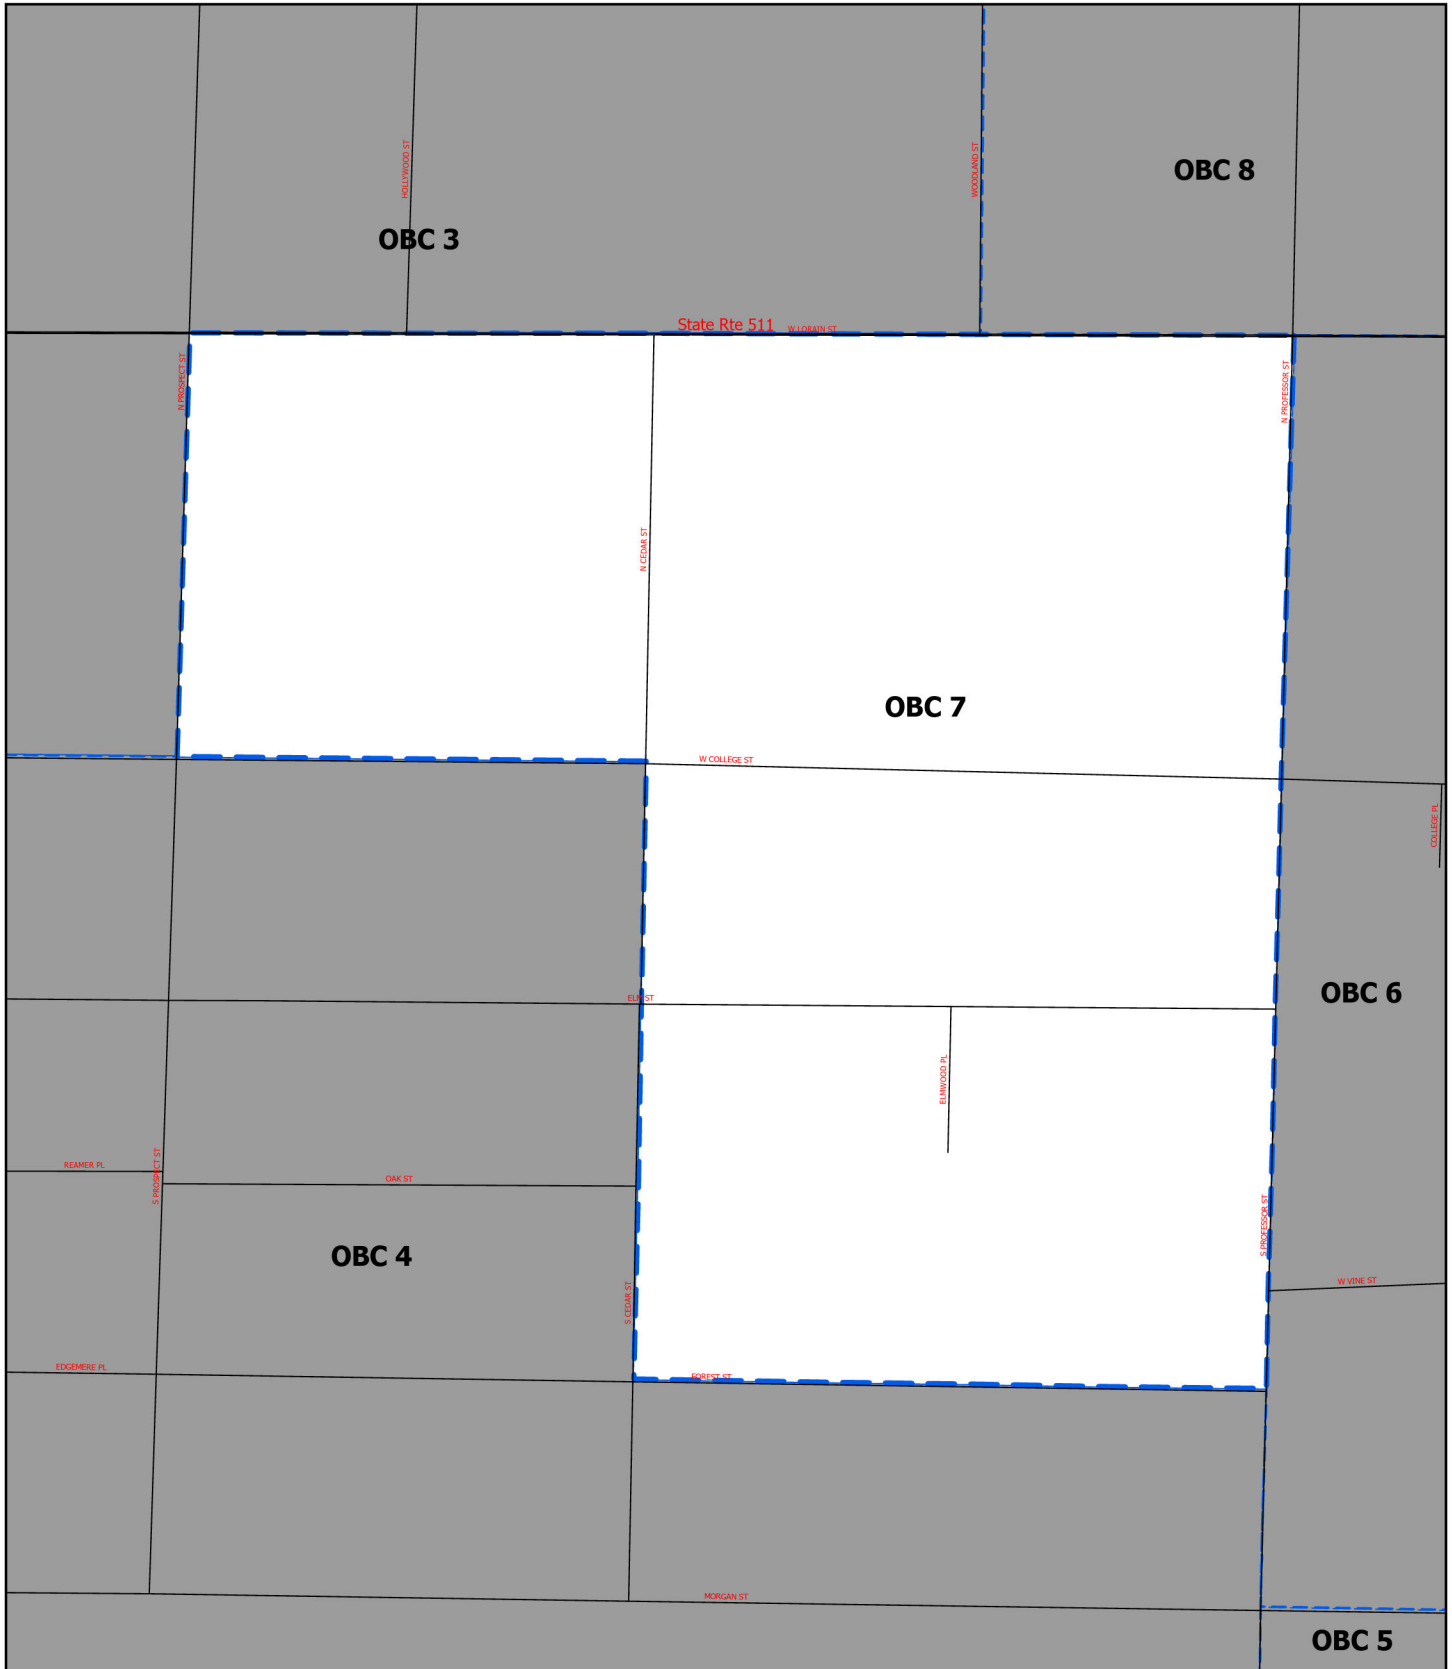 HOLLYWOOD ST
WOODLAND ST
OBC 8
OBC 3
State Rte 511
W LORAIN ST
N PROSPECT ST
N PROFESSOR ST
N CEDAR ST
OBC 7
W COLLEGE ST
COLLEGE PL
OBC 6
ELM ST
ELMWOOD PL
REAMER PL
S PROSPECT ST
OAK ST
S PROFESSOR ST
OBC 4
W VINE ST
S CEDAR ST
EDGEMERE PL
FOREST ST
MORGAN ST
OBC 5